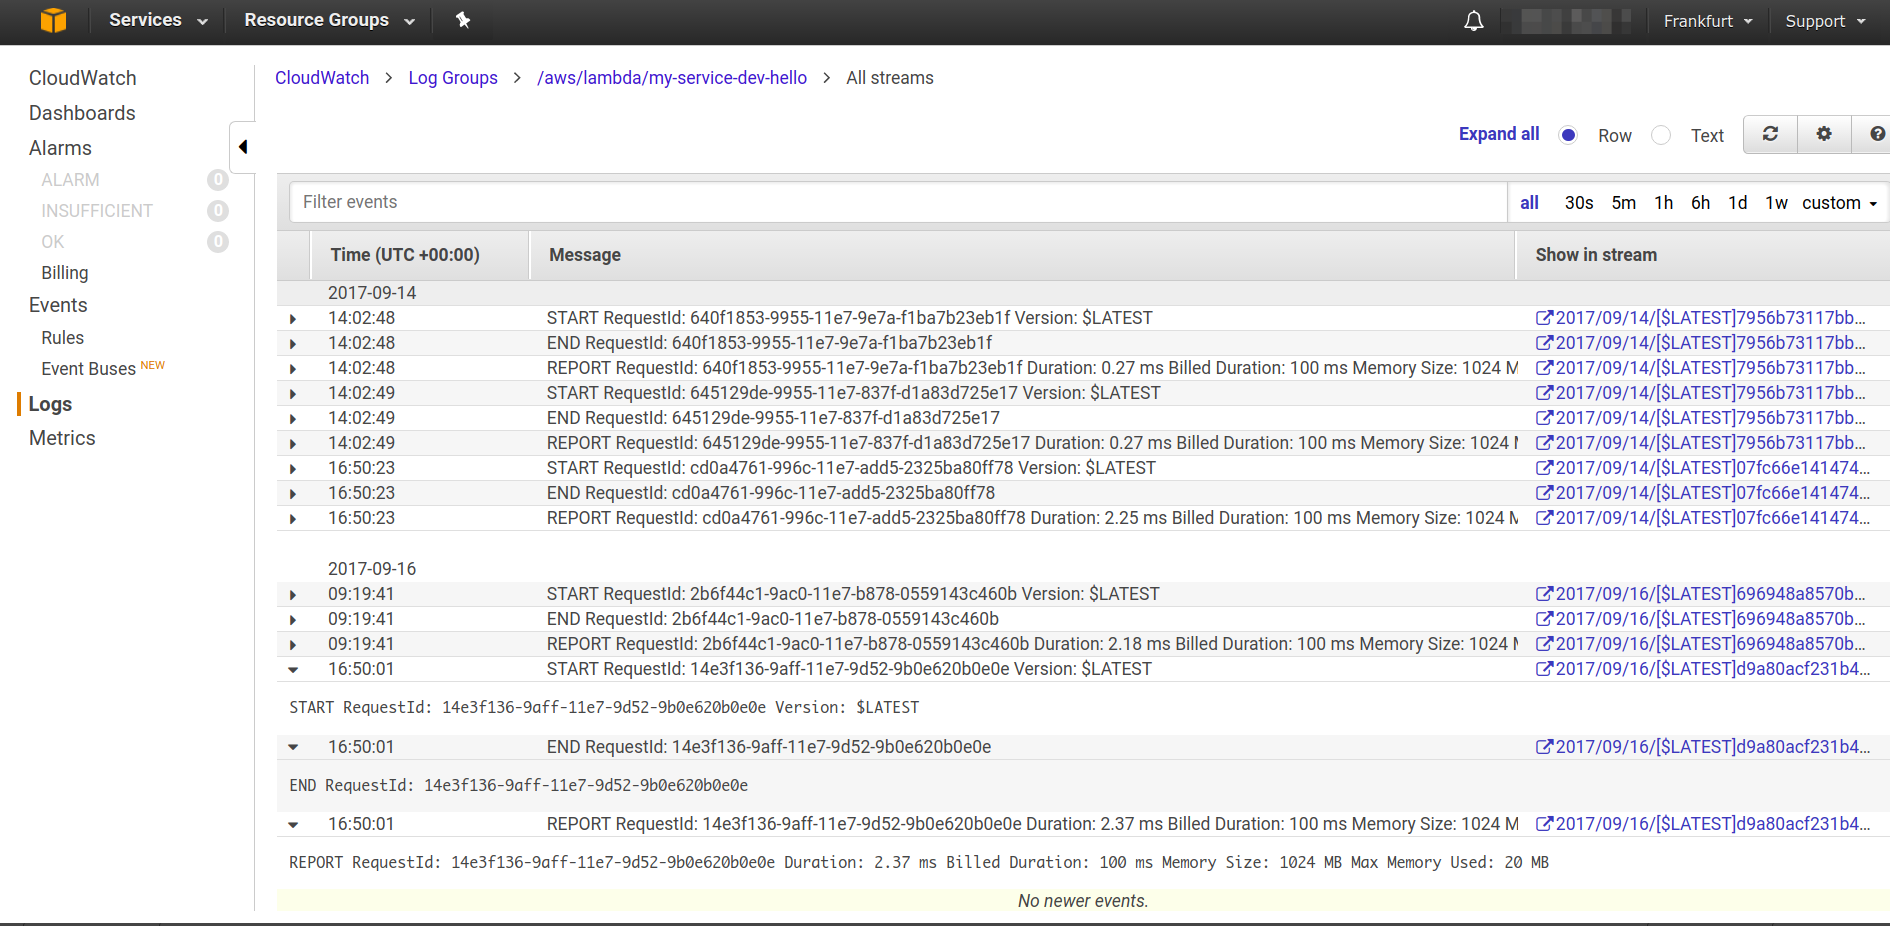 Services Resource Groups Frankfurt Support
CloudWatch
Dashboards
Alarms
ALARM 0
INSUFFICIENT 0
OK 0
Billing
Events
Rules
Event Buses NEW
Logs
Metrics
CloudWatch > Log Groups > /aws/lambda/my-service-dev-hello > All streams
Expand all Row Text
Filter events all 30s 5m 1h 6h 1d 1w custom
Time (UTC +00:00) Message Show in stream
2017-09-14
14:02:48 START RequestId: 640f1853-9955-11e7-9e7a-f1ba7b23eb1f Version: $LATEST 2017/09/14/[$LATEST]7956b73117bb...
14:02:48 END RequestId: 640f1853-9955-11e7-9e7a-f1ba7b23eb1f 2017/09/14/[$LATEST]7956b73117bb...
14:02:48 REPORT RequestId: 640f1853-9955-11e7-9e7a-f1ba7b23eb1f Duration: 0.27 ms Billed Duration: 100 ms Memory Size: 1024 M 2017/09/14/[$LATEST]7956b73117bb...
14:02:49 START RequestId: 645129de-9955-11e7-837f-d1a83d725e17 Version: $LATEST 2017/09/14/[$LATEST]7956b73117bb...
14:02:49 END RequestId: 645129de-9955-11e7-837f-d1a83d725e17 2017/09/14/[$LATEST]7956b73117bb...
14:02:49 REPORT RequestId: 645129de-9955-11e7-837f-d1a83d725e17 Duration: 0.27 ms Billed Duration: 100 ms Memory Size: 1024 M 2017/09/14/[$LATEST]7956b73117bb...
16:50:23 START RequestId: cd0a4761-996c-11e7-add5-2325ba80ff78 Version: $LATEST 2017/09/14/[$LATEST]07fc66e141474...
16:50:23 END RequestId: cd0a4761-996c-11e7-add5-2325ba80ff78 2017/09/14/[$LATEST]07fc66e141474...
16:50:23 REPORT RequestId: cd0a4761-996c-11e7-add5-2325ba80ff78 Duration: 2.25 ms Billed Duration: 100 ms Memory Size: 1024 M 2017/09/14/[$LATEST]07fc66e141474...
2017-09-16
09:19:41 START RequestId: 2b6f44c1-9ac0-11e7-b878-0559143c460b Version: $LATEST 2017/09/16/[$LATEST]696948a8570b...
09:19:41 END RequestId: 2b6f44c1-9ac0-11e7-b878-0559143c460b 2017/09/16/[$LATEST]696948a8570b...
09:19:41 REPORT RequestId: 2b6f44c1-9ac0-11e7-b878-0559143c460b Duration: 2.18 ms Billed Duration: 100 ms Memory Size: 1024 M 2017/09/16/[$LATEST]696948a8570b...
16:50:01 START RequestId: 14e3f136-9aff-11e7-9d52-9b0e620b0e0e Version: $LATEST 2017/09/16/[$LATEST]d9a80acf231b4...
START RequestId: 14e3f136-9aff-11e7-9d52-9b0e620b0e0e Version: $LATEST
16:50:01 END RequestId: 14e3f136-9aff-11e7-9d52-9b0e620b0e0e 2017/09/16/[$LATEST]d9a80acf231b4...
END RequestId: 14e3f136-9aff-11e7-9d52-9b0e620b0e0e
16:50:01 REPORT RequestId: 14e3f136-9aff-11e7-9d52-9b0e620b0e0e Duration: 2.37 ms Billed Duration: 100 ms Memory Size: 1024 M 2017/09/16/[$LATEST]d9a80acf231b4...
REPORT RequestId: 14e3f136-9aff-11e7-9d52-9b0e620b0e0e Duration: 2.37 ms Billed Duration: 100 ms Memory Size: 1024 MB Max Memory Used: 20 MB
No newer events.